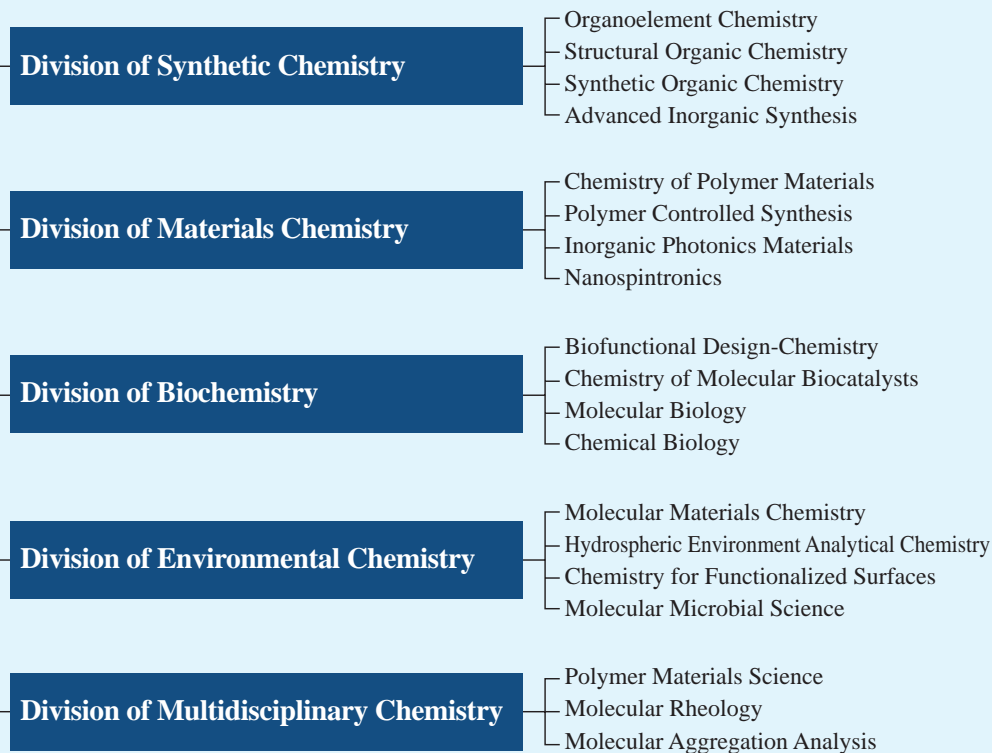 Division of Synthetic Chemistry
Organoelement Chemistry
Structural Organic Chemistry
Synthetic Organic Chemistry
Advanced Inorganic Synthesis
Division of Materials Chemistry
Chemistry of Polymer Materials
Polymer Controlled Synthesis
Inorganic Photonics Materials
Nanospintronics
Division of Biochemistry
Biofunctional Design-Chemistry
Chemistry of Molecular Biocatalysts
Molecular Biology
Chemical Biology
Division of Environmental Chemistry
Molecular Materials Chemistry
Hydrospheric Environment Analytical Chemistry
Chemistry for Functionalized Surfaces
Molecular Microbial Science
Division of Multidisciplinary Chemistry
Polymer Materials Science
Molecular Rheology
Molecular Aggregation Analysis